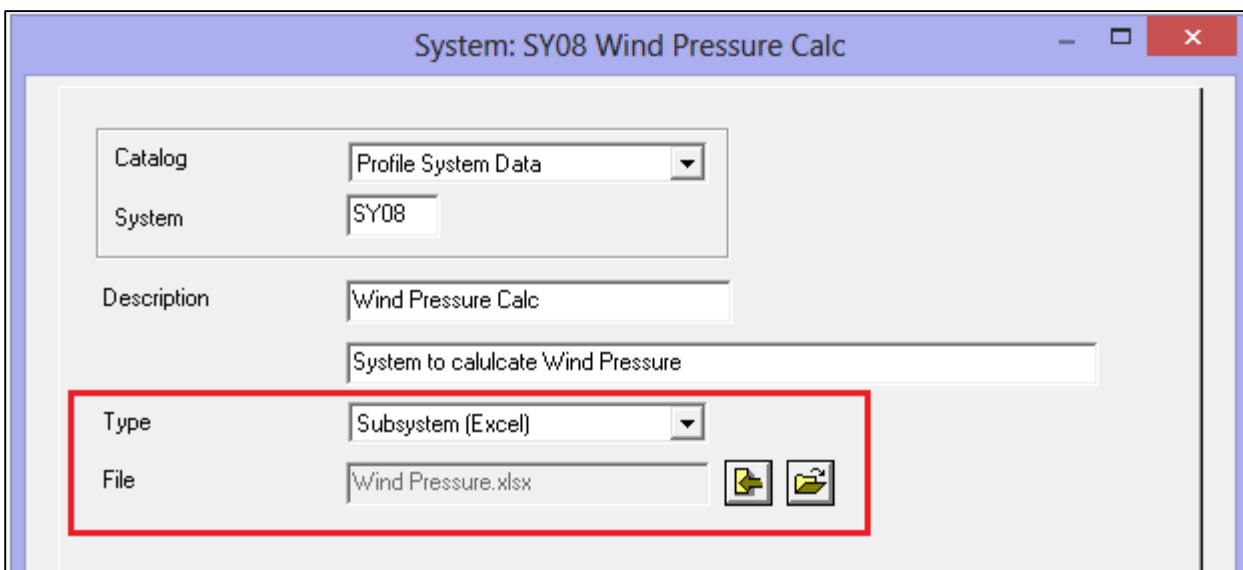 System: SY08 Wind Pressure Calc
Catalog Profile System Data
System SY08
Description Wind Pressure Calc
System to calulcate Wind Pressure
Type Subsystem (Excel)
File Wind Pressure.xlsx